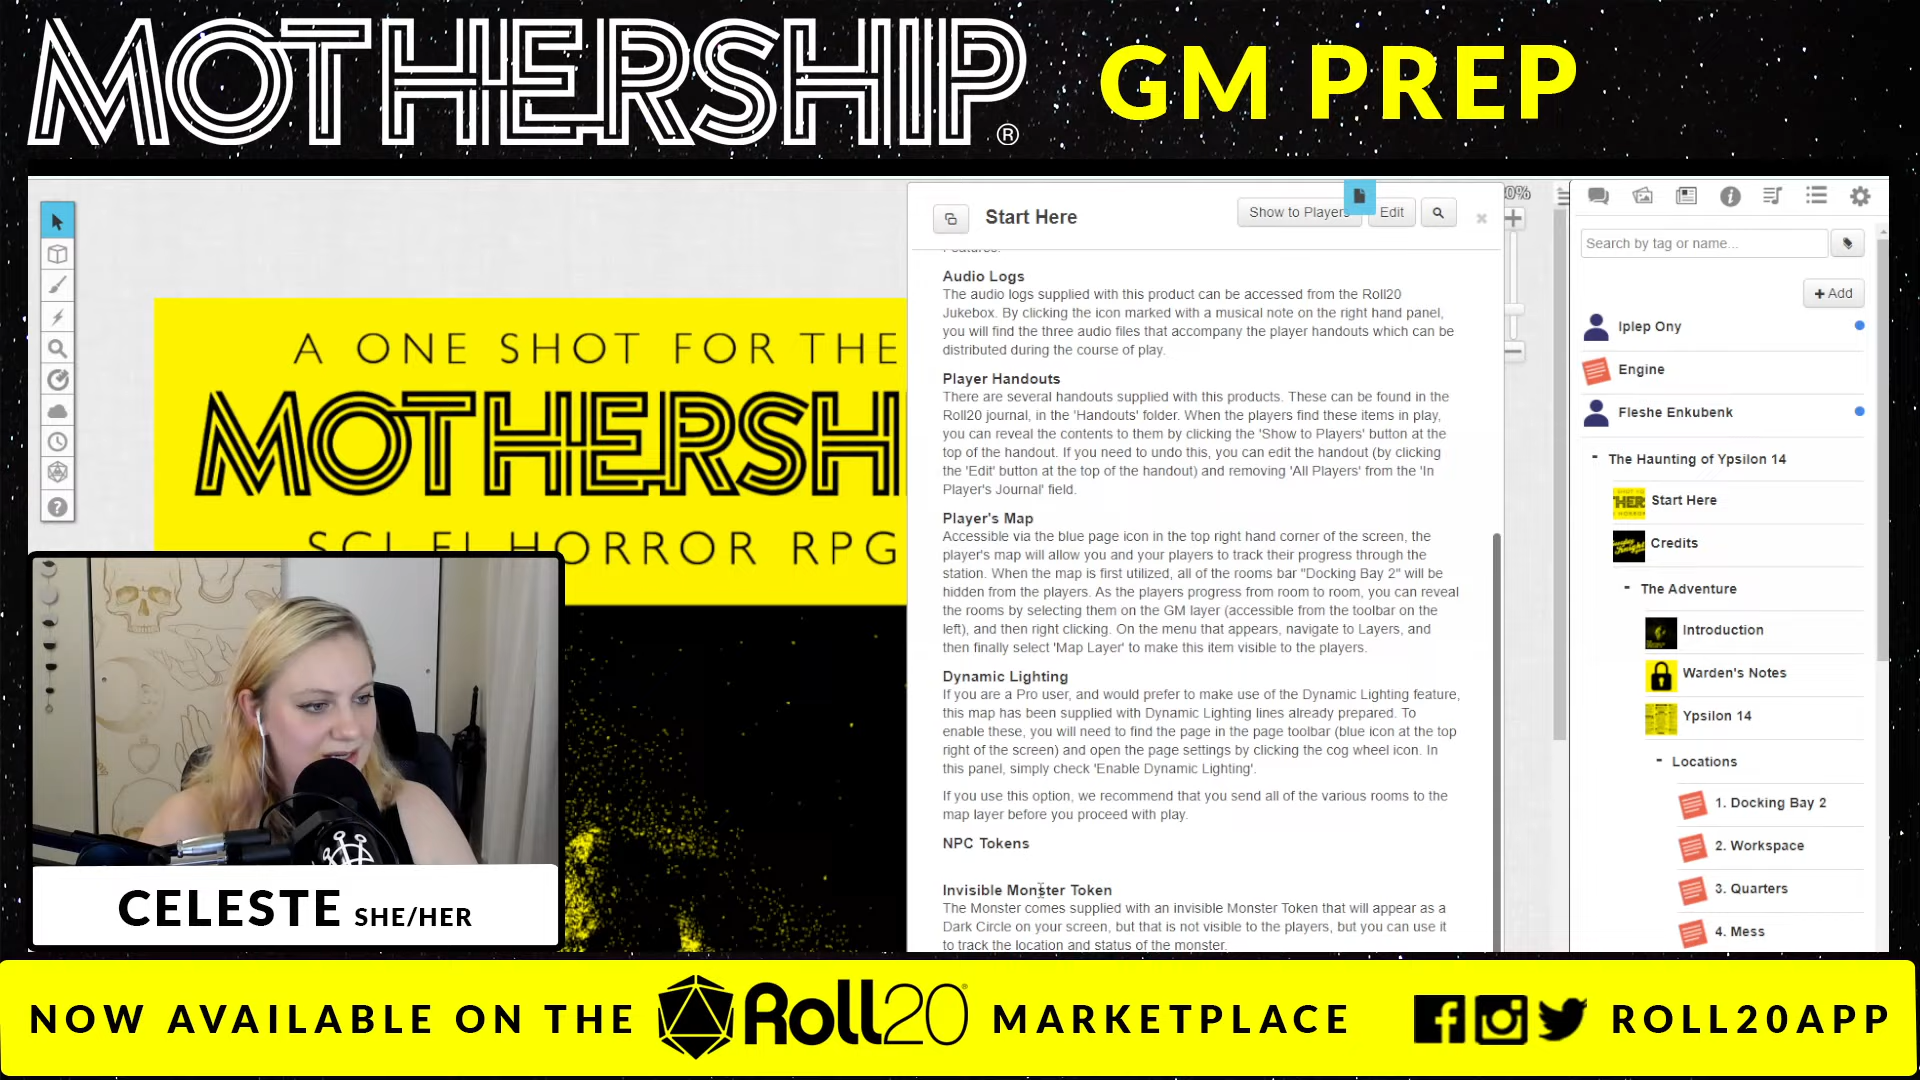 MOTHERSHIP®
GM PREP
Start Here
Show to Players
Edit
0%
Search by tag or name...
+ Add
A ONE SHOT FOR THE
MOTHERSH
SCI FI HORROR RPG
Features:
Audio Logs
The audio logs supplied with this product can be accessed from the Roll20
Jukebox. By clicking the icon marked with a musical note on the right hand panel,
you will find the three audio files that accompany the player handouts which can be
distributed during the course of play.
Player Handouts
There are several handouts supplied with this products. These can be found in the
Roll20 journal, in the 'Handouts' folder. When the players find these items in play,
you can reveal the contents to them by clicking the 'Show to Players' button at the
top of the handout. If you need to undo this, you can edit the handout (by clicking
the 'Edit' button at the top of the handout) and removing 'All Players' from the 'In
Player's Journal' field.
Player's Map
Accessible via the blue page icon in the top right hand corner of the screen, the
player's map will allow you and your players to track their progress through the
station. When the map is first utilized, all of the rooms bar "Docking Bay 2" will be
hidden from the players. As the players progress from room to room, you can reveal
the rooms by selecting them on the GM layer (accessible from the toolbar on the
left), and then right clicking. On the menu that appears, navigate to Layers, and
then finally select 'Map Layer' to make this item visible to the players.
Dynamic Lighting
If you are a Pro user, and would prefer to make use of the Dynamic Lighting feature,
this map has been supplied with Dynamic Lighting lines already prepared. To
enable these, you will need to find the page in the page toolbar (blue icon at the top
right of the screen) and open the page settings by clicking the cog wheel icon. In
this panel, simply check 'Enable Dynamic Lighting'.
If you use this option, we recommend that you send all of the various rooms to the
map layer before you proceed with play.
NPC Tokens
Invisible Monster Token
The Monster comes supplied with an invisible Monster Token that will appear as a
Dark Circle on your screen, but that is not visible to the players, but you can use it
to track the location and status of the monster.
Iplep Ony
Engine
Fleshe Enkubenk
- The Haunting of Ypsilon 14
Start Here
Credits
- The Adventure
Introduction
Warden's Notes
Ypsilon 14
- Locations
1. Docking Bay 2
2. Workspace
3. Quarters
4. Mess
CELESTE SHE/HER
NOW AVAILABLE ON THE Roll20® MARKETPLACE
ROLL20APP